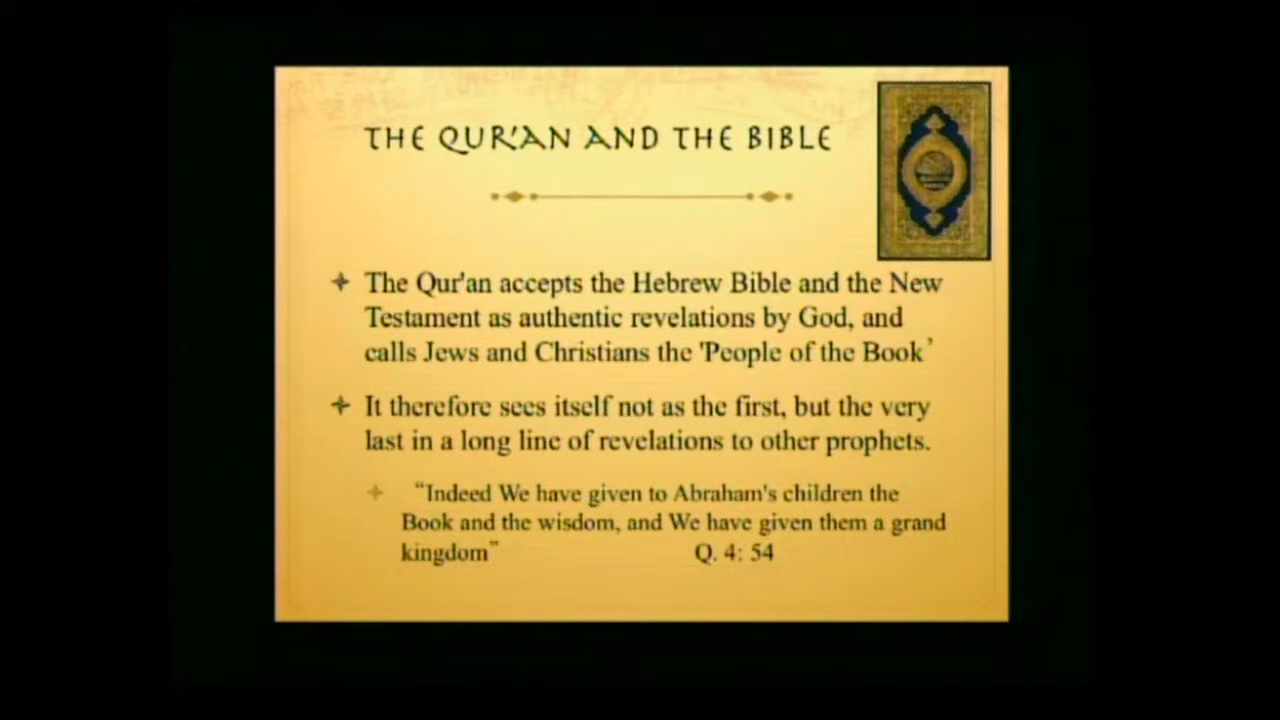 THE QUR'AN AND THE BIBLE
The Qur'an accepts the Hebrew Bible and the New
Testament as authentic revelations by God, and
calls Jews and Christians the 'People of the Book’
It therefore sees itself not as the first, but the very
last in a long line of revelations to other prophets.
“Indeed We have given to Abraham's children the
Book and the wisdom, and We have given them a grand
kingdom” Q. 4: 54